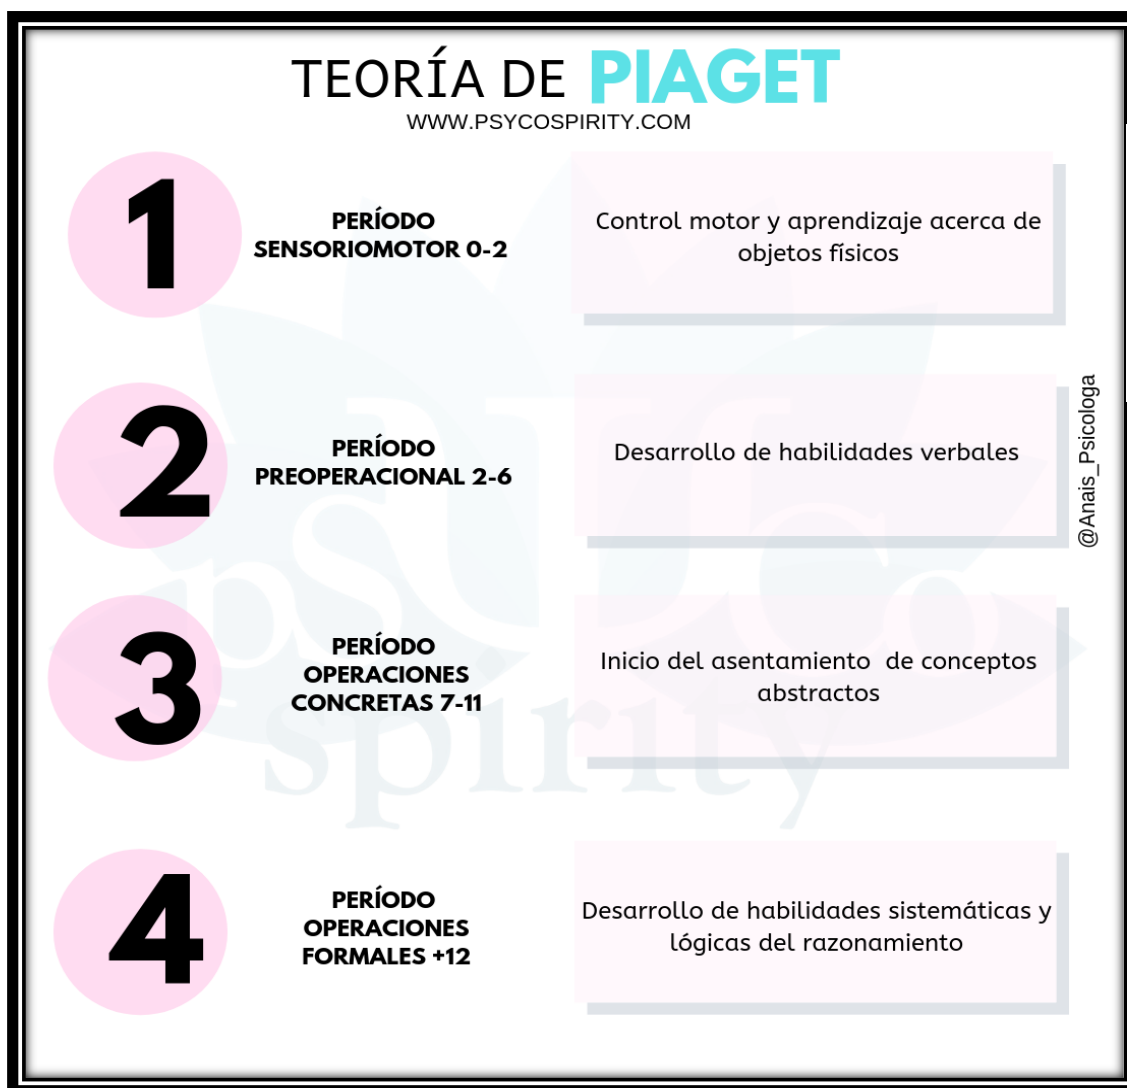 TEORÍA DE PIAGET
WWW.PSYCOSPIRITY.COM
1
PERÍODO
SENSORIOMOTOR 0-2
Control motor y aprendizaje acerca de
objetos físicos
2
PERÍODO
PREOPERACIONAL 2-6
Desarrollo de habilidades verbales
@Anais_Psicologa
3
PERÍODO
OPERACIONES
CONCRETAS 7-11
Inicio del asentamiento de conceptos
abstractos
4
PERÍODO
OPERACIONES
FORMALES +12
Desarrollo de habilidades sistemáticas y
lógicas del razonamiento
psyco
spirity